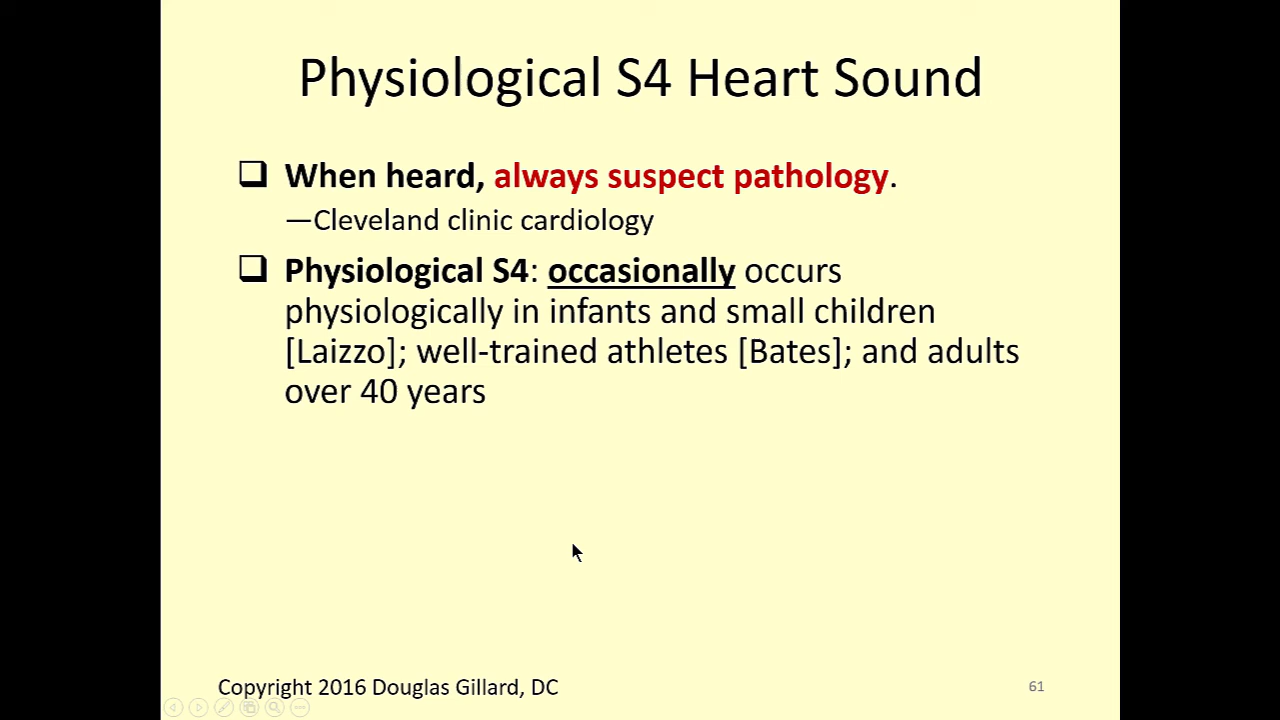 Physiological S4 Heart Sound
❑ When heard, always suspect pathology.
—Cleveland clinic cardiology
❑ Physiological S4: occasionally occurs
physiologically in infants and small children
[Laizzo]; well-trained athletes [Bates]; and adults
over 40 years
Copyright 2016 Douglas Gillard, DC
61